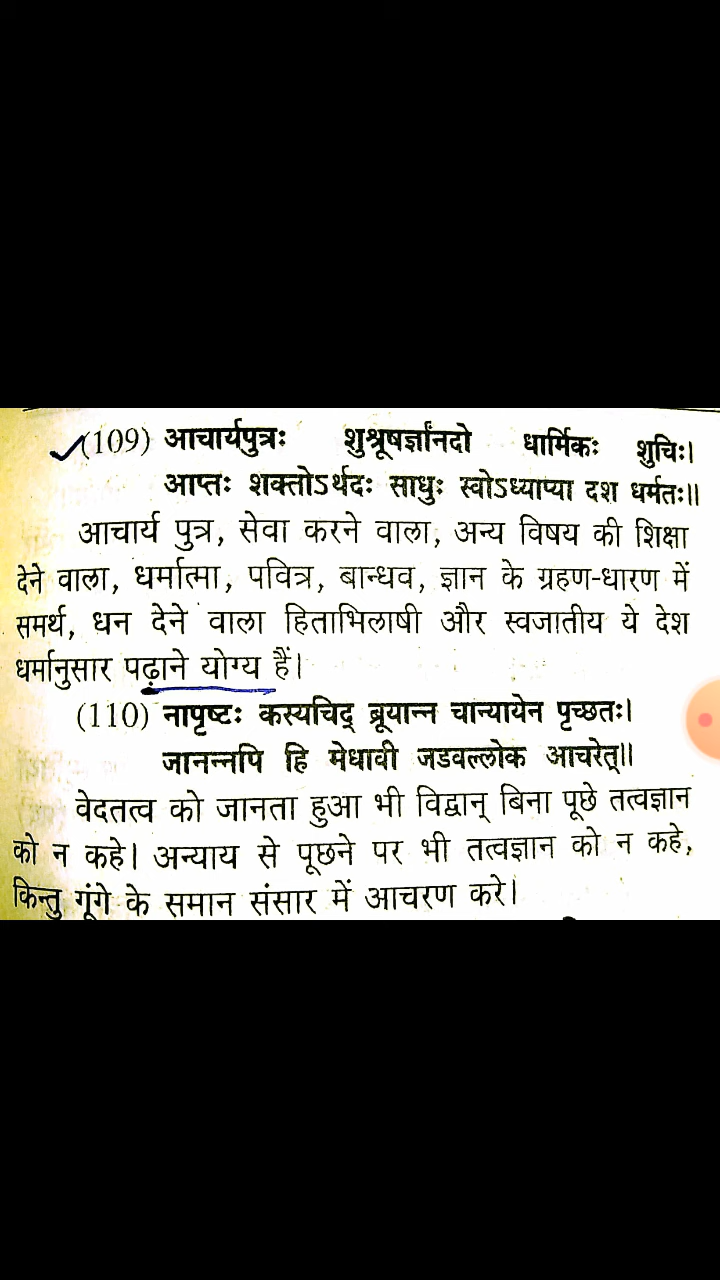 (109) आचार्यपुत्रः शुश्रूषर्ज्ञानदो धार्मिकः शुचिः।
आप्तः शक्तोऽर्थदः साधुः स्वोऽध्याप्या दश धर्मतः॥
आचार्य पुत्र, सेवा करने वाला, अन्य विषय की शिक्षा
देने वाला, धर्मात्मा, पवित्र, बान्धव, ज्ञान के ग्रहण-धारण में
समर्थ, धन देने वाला हिताभिलाषी और स्वजातीय ये देश
धर्मानुसार पढ़ाने योग्य हैं।
(110) नापृष्टः कस्यचिद् ब्रूयान्न चान्यायेन पृच्छतः।
जानन्नपि हि मेधावी जडवल्लोक आचरेत्॥
वेदतत्व को जानता हुआ भी विद्वान् बिना पूछे तत्वज्ञान
को न कहे। अन्याय से पूछने पर भी तत्वज्ञान को न कहे,
किन्तु गूंगे के समान संसार में आचरण करे।